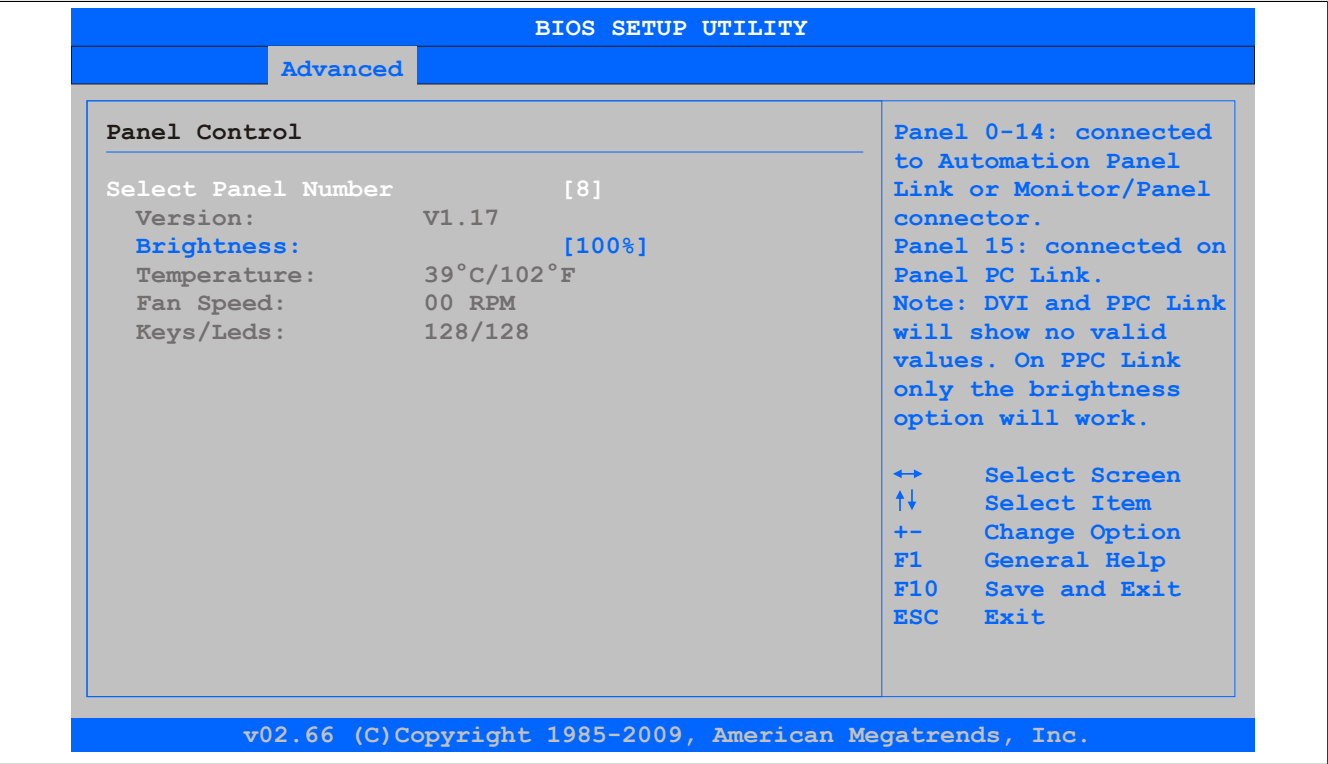 BIOS SETUP UTILITY
Advanced
Panel Control
Select Panel Number [8]
Version: V1.17
Brightness: [100%]
Temperature: 39°C/102°F
Fan Speed: 00 RPM
Keys/Leds: 128/128
Panel 0-14: connected
to Automation Panel
Link or Monitor/Panel
connector.
Panel 15: connected on
Panel PC Link.
Note: DVI and PPC Link
will show no valid
values. On PPC Link
only the brightness
option will work.
↔ Select Screen
↑↓ Select Item
+- Change Option
F1 General Help
F10 Save and Exit
ESC Exit
v02.66 (C)Copyright 1985-2009, American Megatrends, Inc.